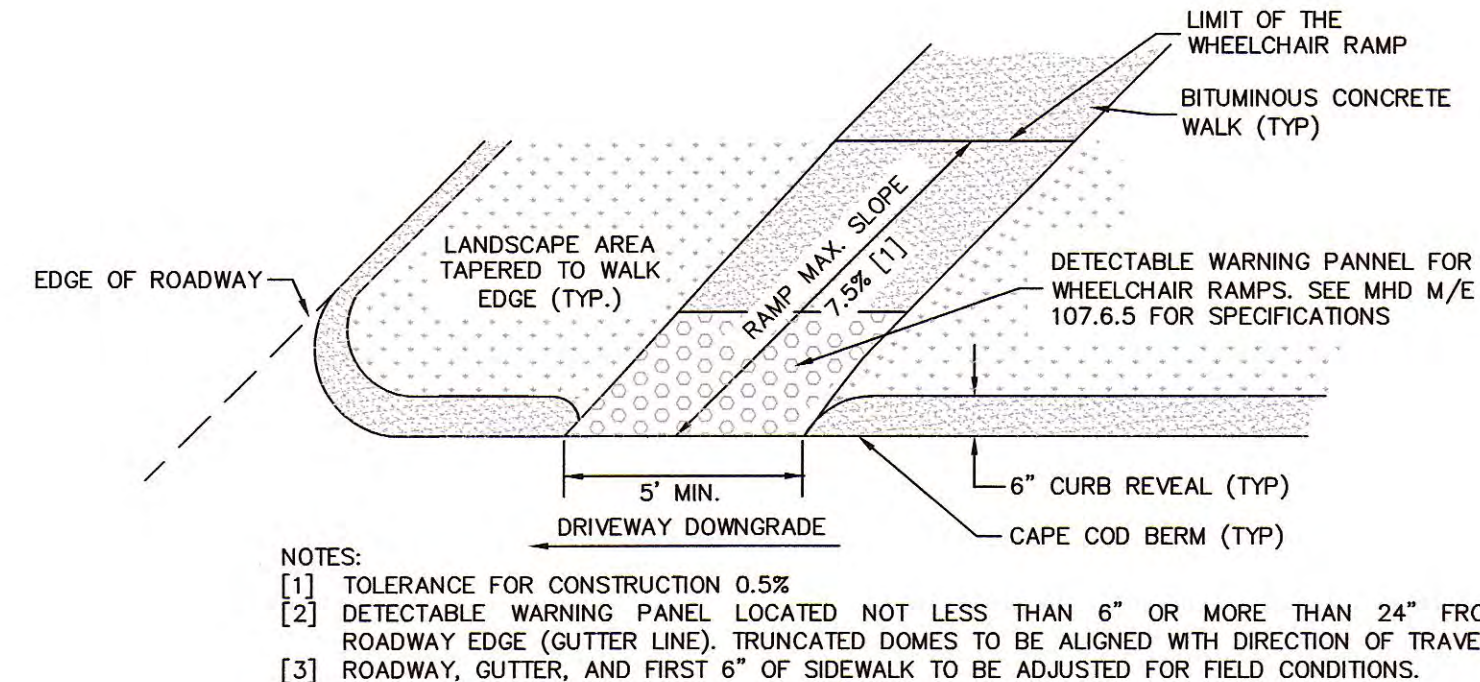 LIMIT OF THE
WHEELCHAIR RAMP
BITUMINOUS CONCRETE
WALK (TYP)
RAMP MAX. SLOPE
7.5% [1]
LANDSCAPE AREA
TAPERED TO WALK
EDGE (TYP.)
EDGE OF ROADWAY
DETECTABLE WARNING PANNEL FOR
WHEELCHAIR RAMPS. SEE MHD M/E
107.6.5 FOR SPECIFICATIONS
5' MIN.
DRIVEWAY DOWNGRADE
6" CURB REVEAL (TYP)
CAPE COD BERM (TYP)
NOTES:
[1] TOLERANCE FOR CONSTRUCTION 0.5%
[2] DETECTABLE WARNING PANEL LOCATED NOT LESS THAN 6" OR MORE THAN 24" FRO
ROADWAY EDGE (GUTTER LINE). TRUNCATED DOMES TO BE ALIGNED WITH DIRECTION OF TRAVE
[3] ROADWAY, GUTTER, AND FIRST 6" OF SIDEWALK TO BE ADJUSTED FOR FIELD CONDITIONS.